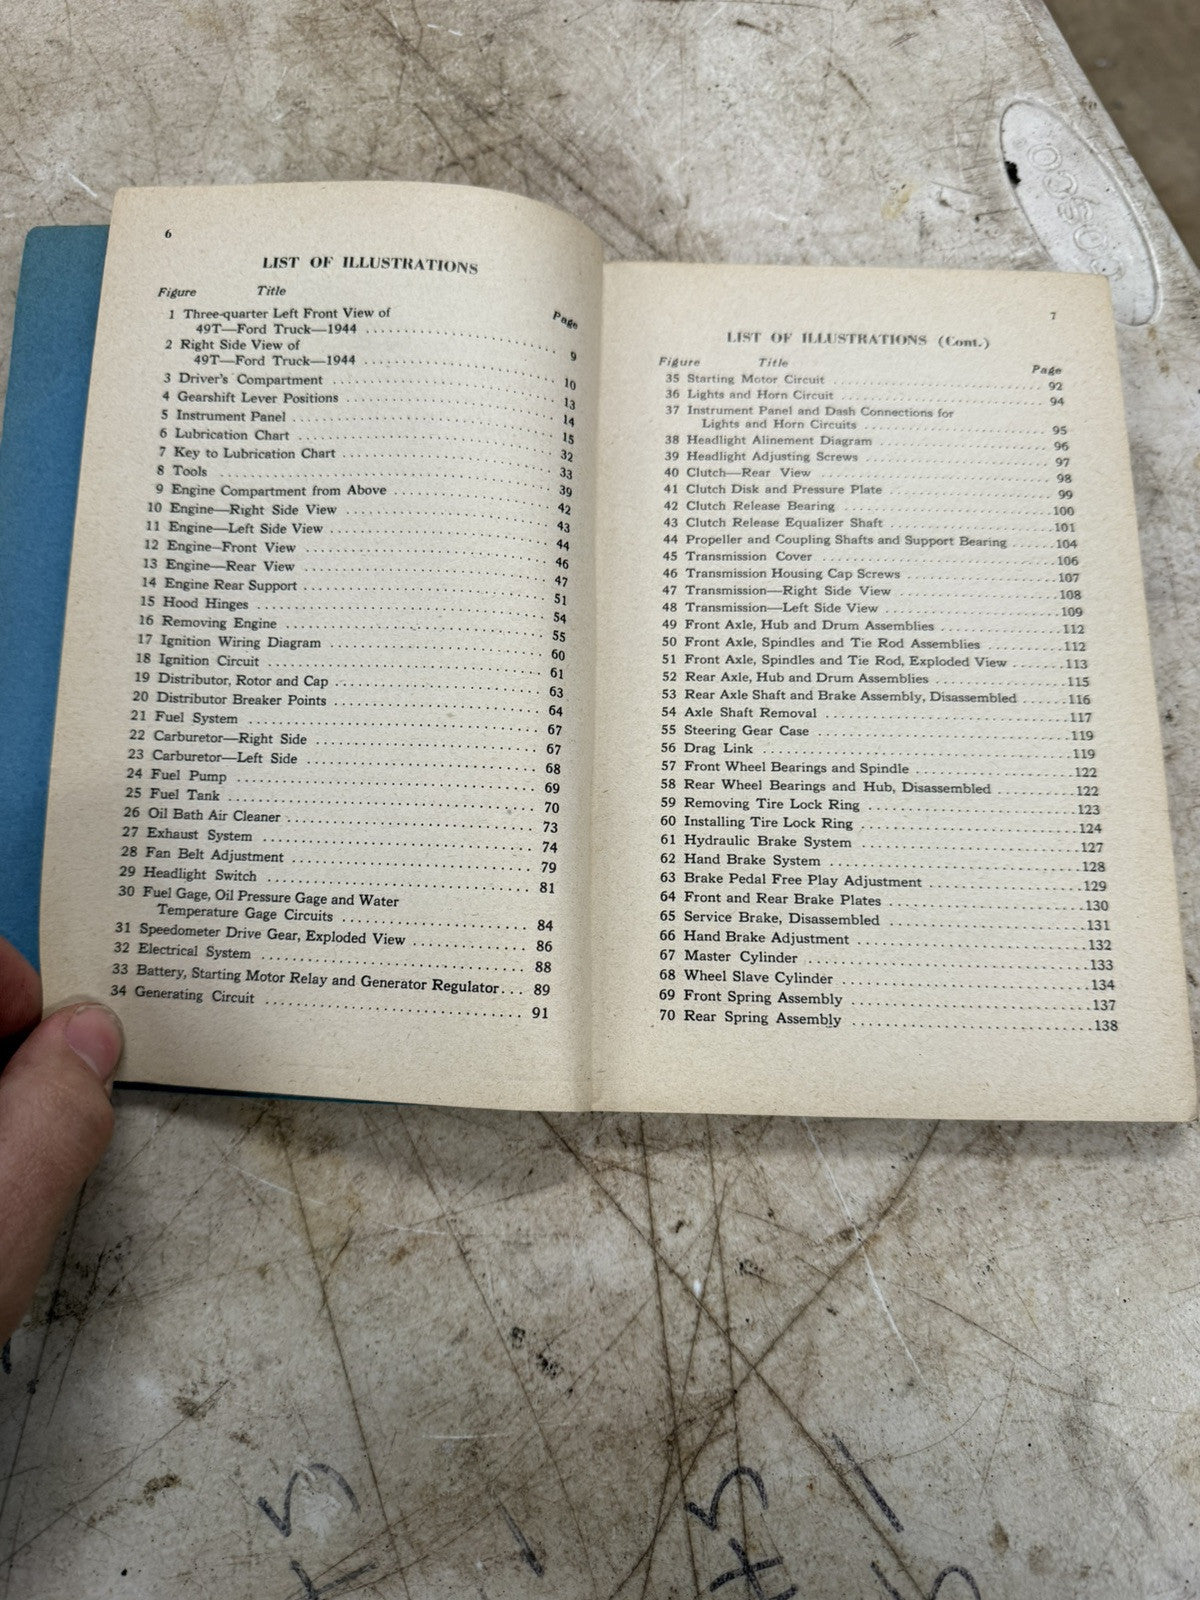 6
LIST OF ILLUSTRATIONS
Figure Title Page
1 Three-quarter Left Front View of
49T—Ford Truck—1944 .......... 9
2 Right Side View of
49T—Ford Truck—1944 .......... 10
3 Driver's Compartment .......... 13
4 Gearshift Lever Positions .......... 14
5 Instrument Panel .......... 15
6 Lubrication Chart .......... 32
7 Key to Lubrication Chart .......... 33
8 Tools .......... 39
9 Engine Compartment from Above .......... 42
10 Engine—Right Side View .......... 43
11 Engine—Left Side View .......... 44
12 Engine—Front View .......... 46
13 Engine—Rear View .......... 47
14 Engine Rear Support .......... 51
15 Hood Hinges .......... 54
16 Removing Engine .......... 55
17 Ignition Wiring Diagram .......... 60
18 Ignition Circuit .......... 61
19 Distributor, Rotor and Cap .......... 63
20 Distributor Breaker Points .......... 64
21 Fuel System .......... 67
22 Carburetor—Right Side .......... 67
23 Carburetor—Left Side .......... 68
24 Fuel Pump .......... 69
25 Fuel Tank .......... 70
26 Oil Bath Air Cleaner .......... 73
27 Exhaust System .......... 74
28 Fan Belt Adjustment .......... 79
29 Headlight Switch .......... 81
30 Fuel Gage, Oil Pressure Gage and Water
Temperature Gage Circuits .......... 84
31 Speedometer Drive Gear, Exploded View .......... 86
32 Electrical System .......... 88
33 Battery, Starting Motor Relay and Generator Regulator... 89
34 Generating Circuit .......... 91
7
LIST OF ILLUSTRATIONS (Cont.)
Figure Title Page
35 Starting Motor Circuit .......... 92
36 Lights and Horn Circuit .......... 94
37 Instrument Panel and Dash Connections for
Lights and Horn Circuits .......... 95
38 Headlight Alinement Diagram .......... 96
39 Headlight Adjusting Screws .......... 97
40 Clutch—Rear View .......... 98
41 Clutch Disk and Pressure Plate .......... 99
42 Clutch Release Bearing .......... 100
43 Clutch Release Equalizer Shaft .......... 101
44 Propeller and Coupling Shafts and Support Bearing .......104
45 Transmission Cover .......... 106
46 Transmission Housing Cap Screws .......... 107
47 Transmission—Right Side View .......... 108
48 Transmission—Left Side View .......... 109
49 Front Axle, Hub and Drum Assemblies .......... 112
50 Front Axle, Spindles and Tie Rod Assemblies .......... 112
51 Front Axle, Spindles and Tie Rod, Exploded View .......113
52 Rear Axle, Hub and Drum Assemblies .......... 115
53 Rear Axle Shaft and Brake Assembly, Disassembled .......116
54 Axle Shaft Removal .......... 117
55 Steering Gear Case .......... 119
56 Drag Link .......... 119
57 Front Wheel Bearings and Spindle .......... 122
58 Rear Wheel Bearings and Hub, Disassembled .......... 122
59 Removing Tire Lock Ring .......... 123
60 Installing Tire Lock Ring .......... 124
61 Hydraulic Brake System .......... 127
62 Hand Brake System .......... 128
63 Brake Pedal Free Play Adjustment .......... 129
64 Front and Rear Brake Plates .......... 130
65 Service Brake, Disassembled .......... 131
66 Hand Brake Adjustment .......... 132
67 Master Cylinder .......... 133
68 Wheel Slave Cylinder .......... 134
69 Front Spring Assembly .......... 137
70 Rear Spring Assembly .......... 138
COSCO